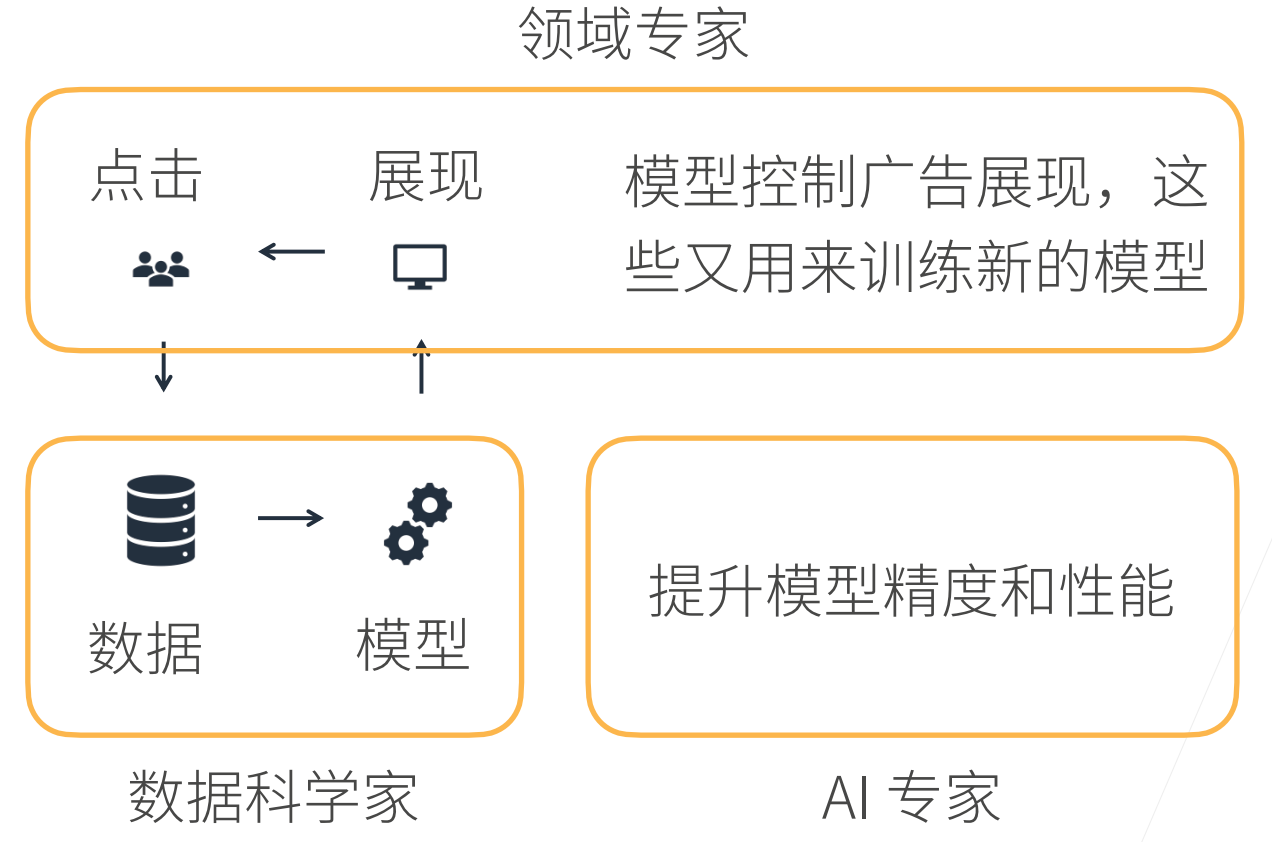 领域专家
点击
展现
模型控制广告展现，这
些又用来训练新的模型
数据
模型
提升模型精度和性能
数据科学家
AI 专家